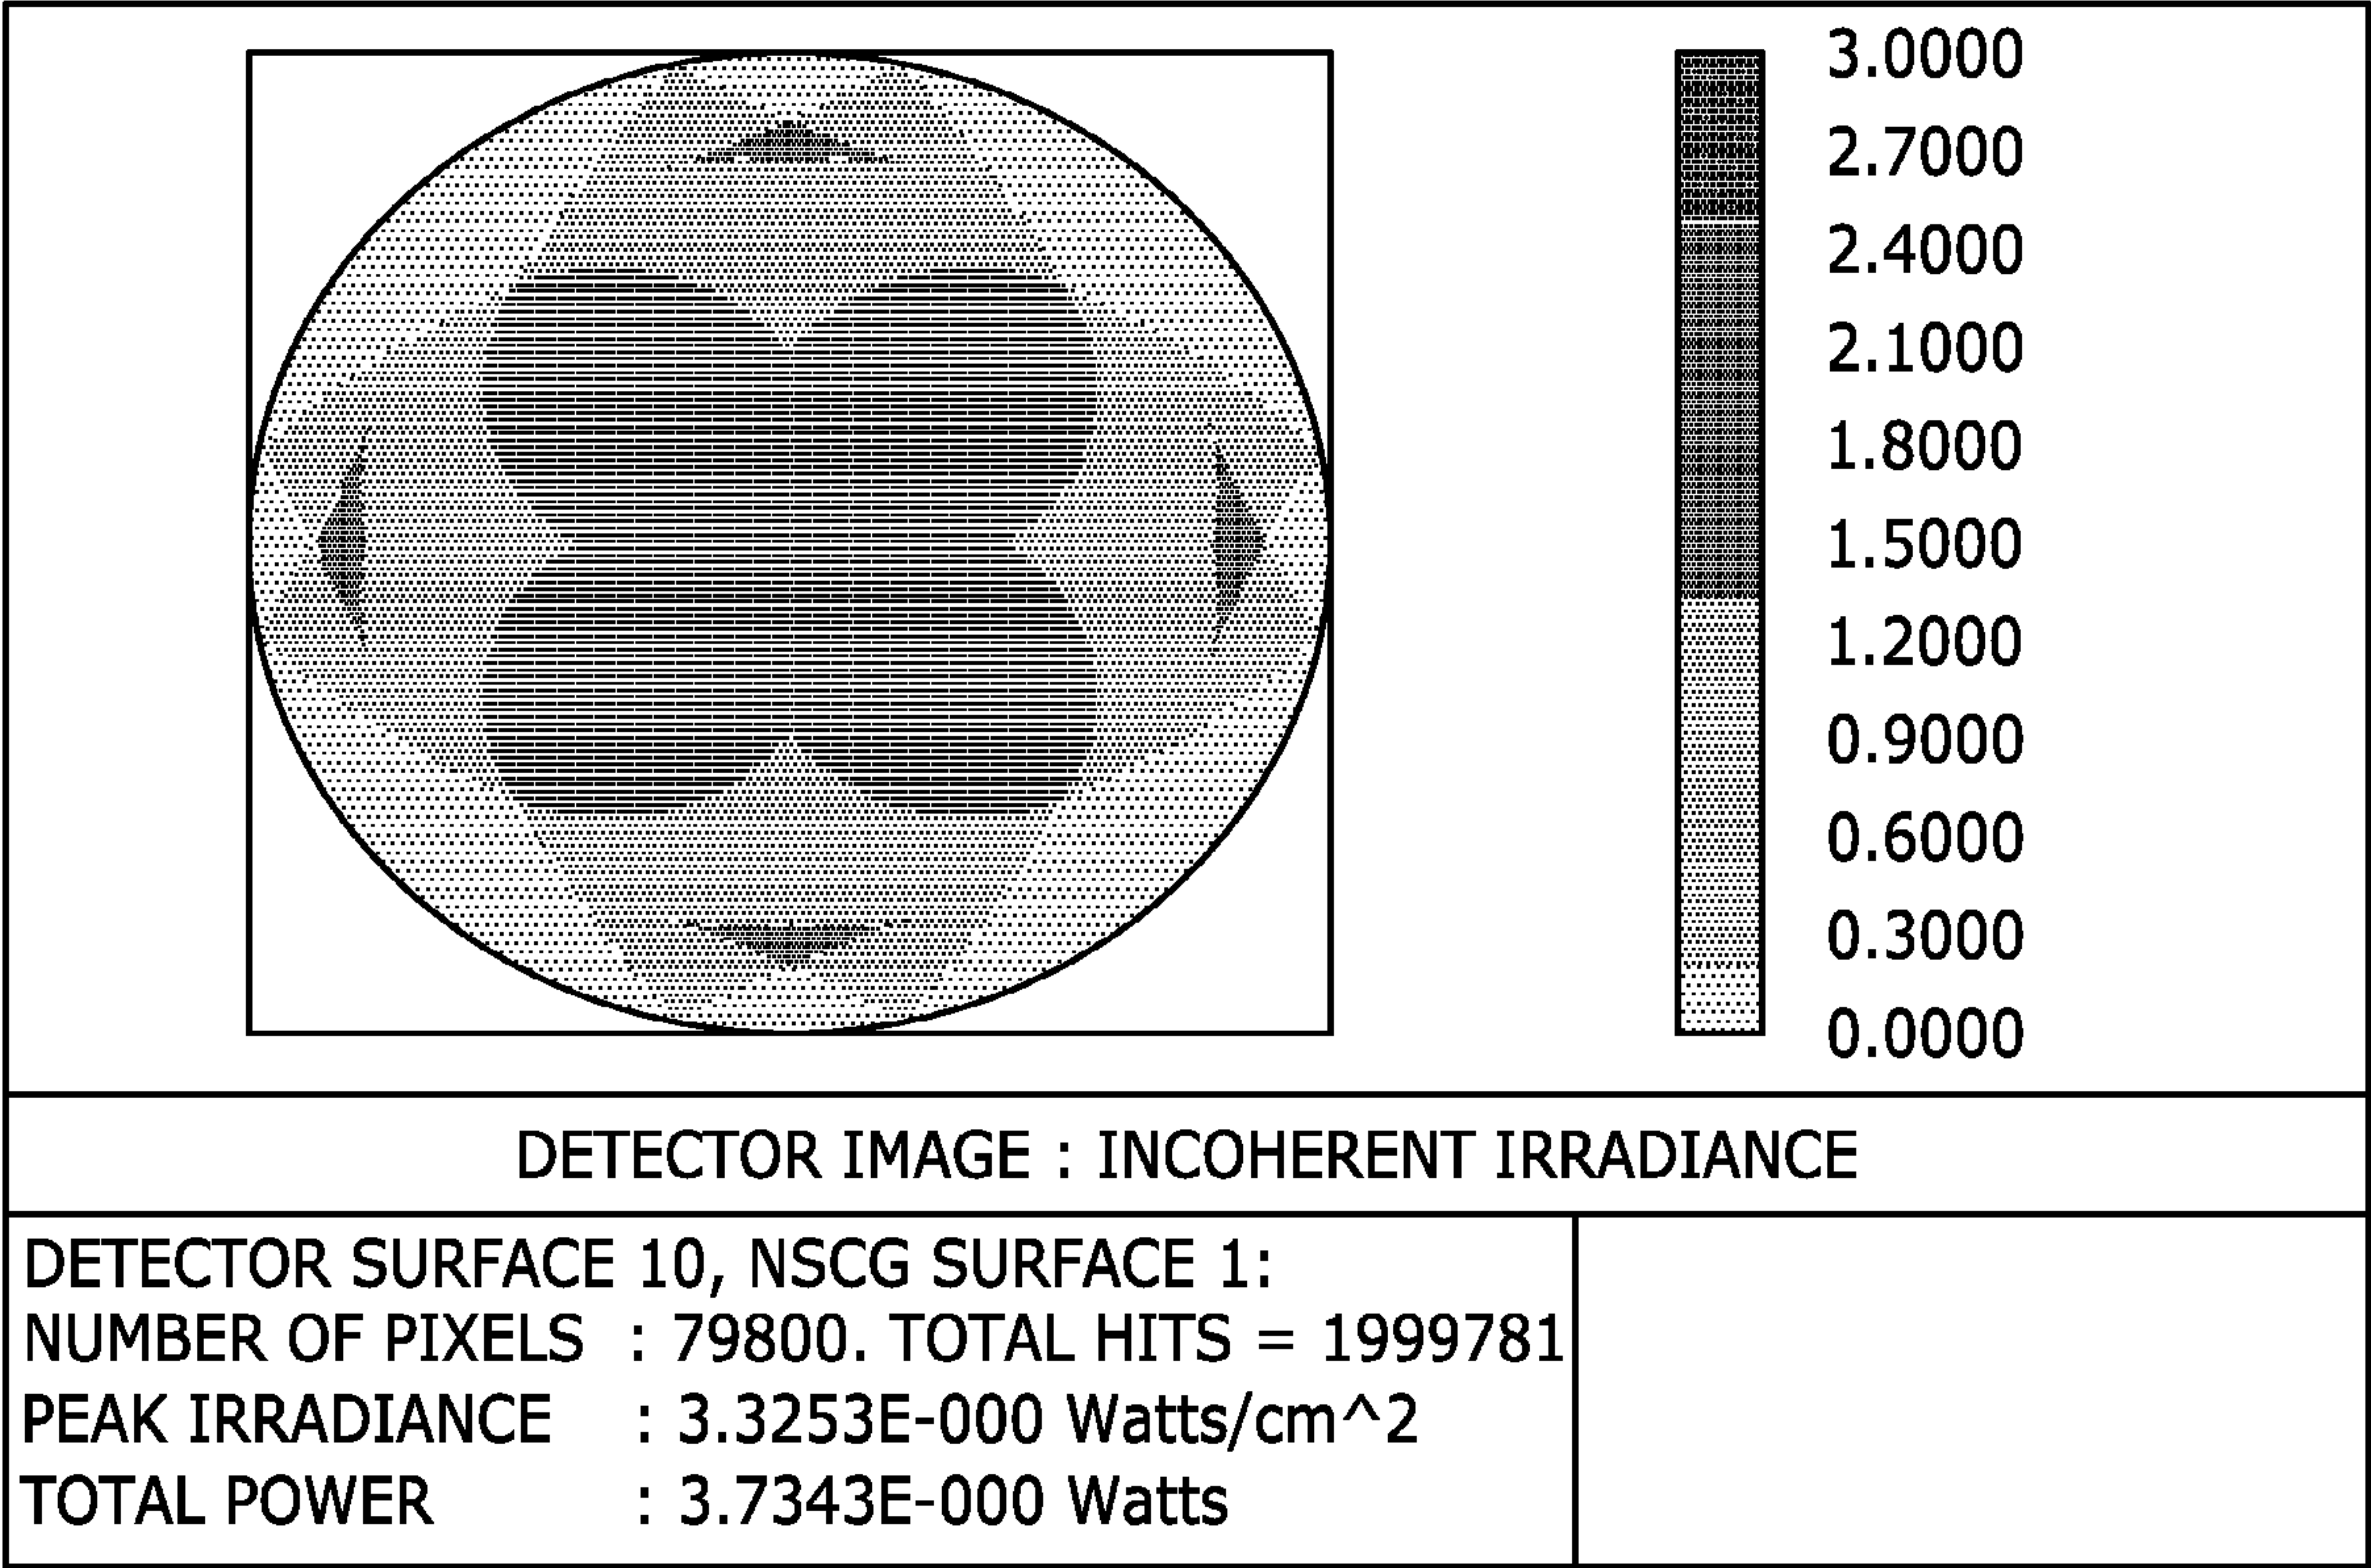 3.0000
2.7000
2.4000
2.1000
1.8000
1.5000
1.2000
0.9000
0.6000
0.3000
0.0000
DETECTOR IMAGE : INCOHERENT IRRADIANCE
DETECTOR SURFACE 10, NSCG SURFACE 1:
NUMBER OF PIXELS : 79800. TOTAL HITS = 1999781
PEAK IRRADIANCE : 3.3253E-000 Watts/cm^2
TOTAL POWER : 3.7343E-000 Watts